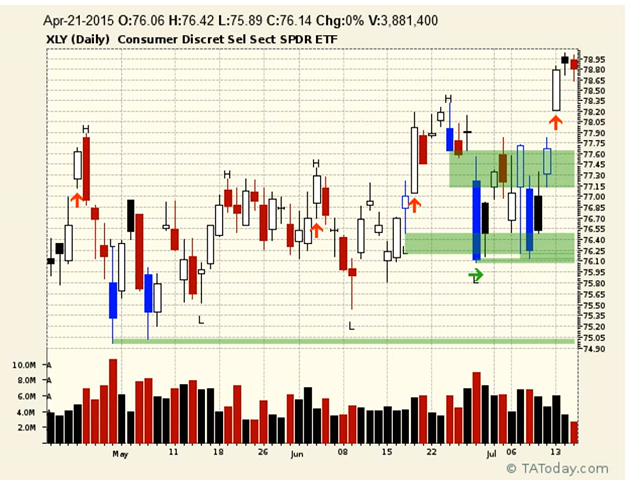 Apr-21-2015 O:76.06 H:76.42 L:75.89 C:76.14 Chg:0% V:3,881,400
XLY (Daily) Consumer Discret Sel Sect SPDR ETF
78.95
78.80
78.65
78.50
78.35
78.20
78.05
77.90
77.75
77.60
77.45
77.30
77.15
77.00
76.85
76.70
76.55
76.40
76.25
76.10
75.95
75.80
75.65
75.50
75.35
75.20
75.05
74.90
H
H
H
H
L
L
L
L
10.0M A
8.0M A
6.0M A
4.0M A
2.0M
May 11 18 26 Jun 08 15 22 Jul 06 13
© TAToday.com